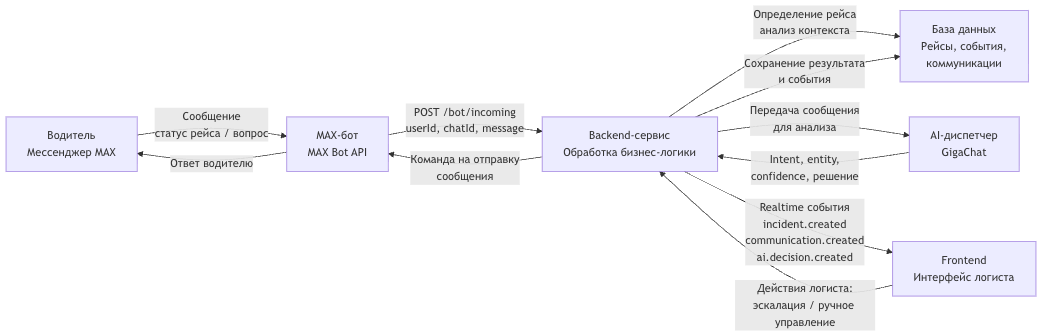 Водитель
Мессенджер MAX
Сообщение
статус рейса / вопрос
Ответ водителю
MAX-бот
MAX Bot API
POST /bot/incoming
userId, chatId, message
Команда на отправку
сообщения
Backend-сервис
Обработка бизнес-логики
Определение рейса
анализ контекста
Сохранение результата
и события
База данных
Рейсы, события,
коммуникации
Передача сообщения
для анализа
Intent, entity,
confidence, решение
AI-диспетчер
GigaChat
Realtime события
incident.created
communication.created
ai.decision.created
Frontend
Интерфейс логиста
Действия логиста:
эскалация / ручное
управление